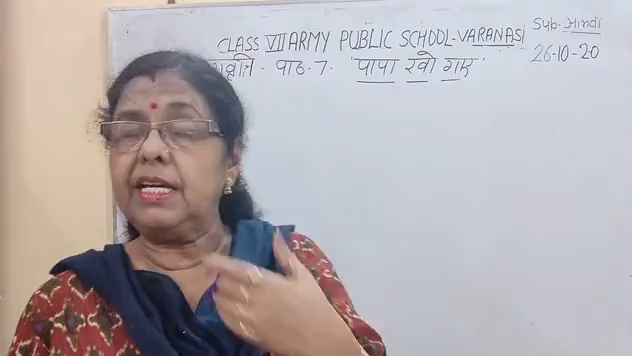 Sub- Hindi
CLASS VII ARMY PUBLIC SCHOOL-VARANASI
26-10-20
पाठ-7. "पापा खो गए"